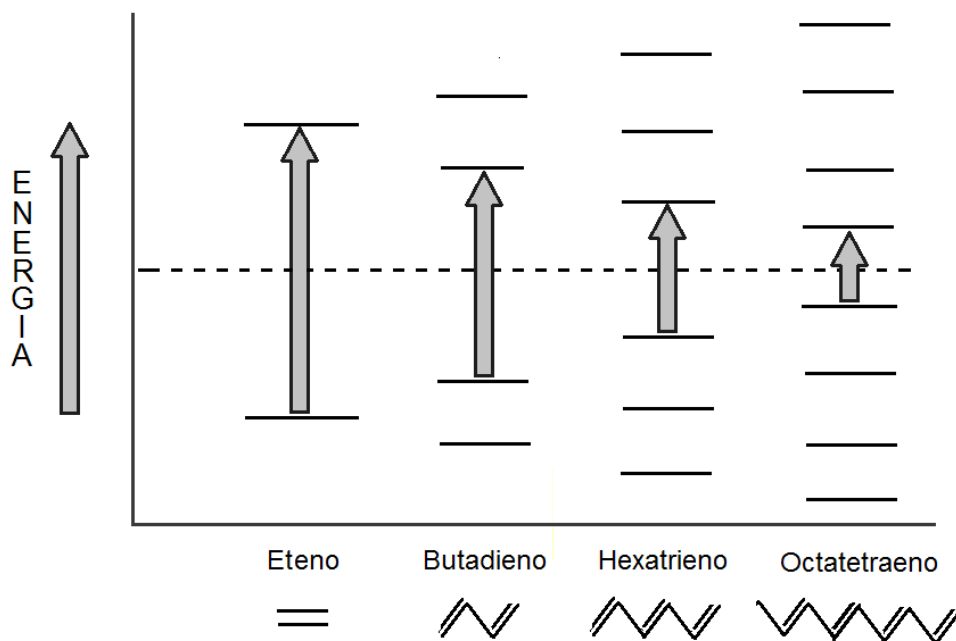 ENERGIA
Eteno
Butadieno
Hexatrieno
Octatetraeno